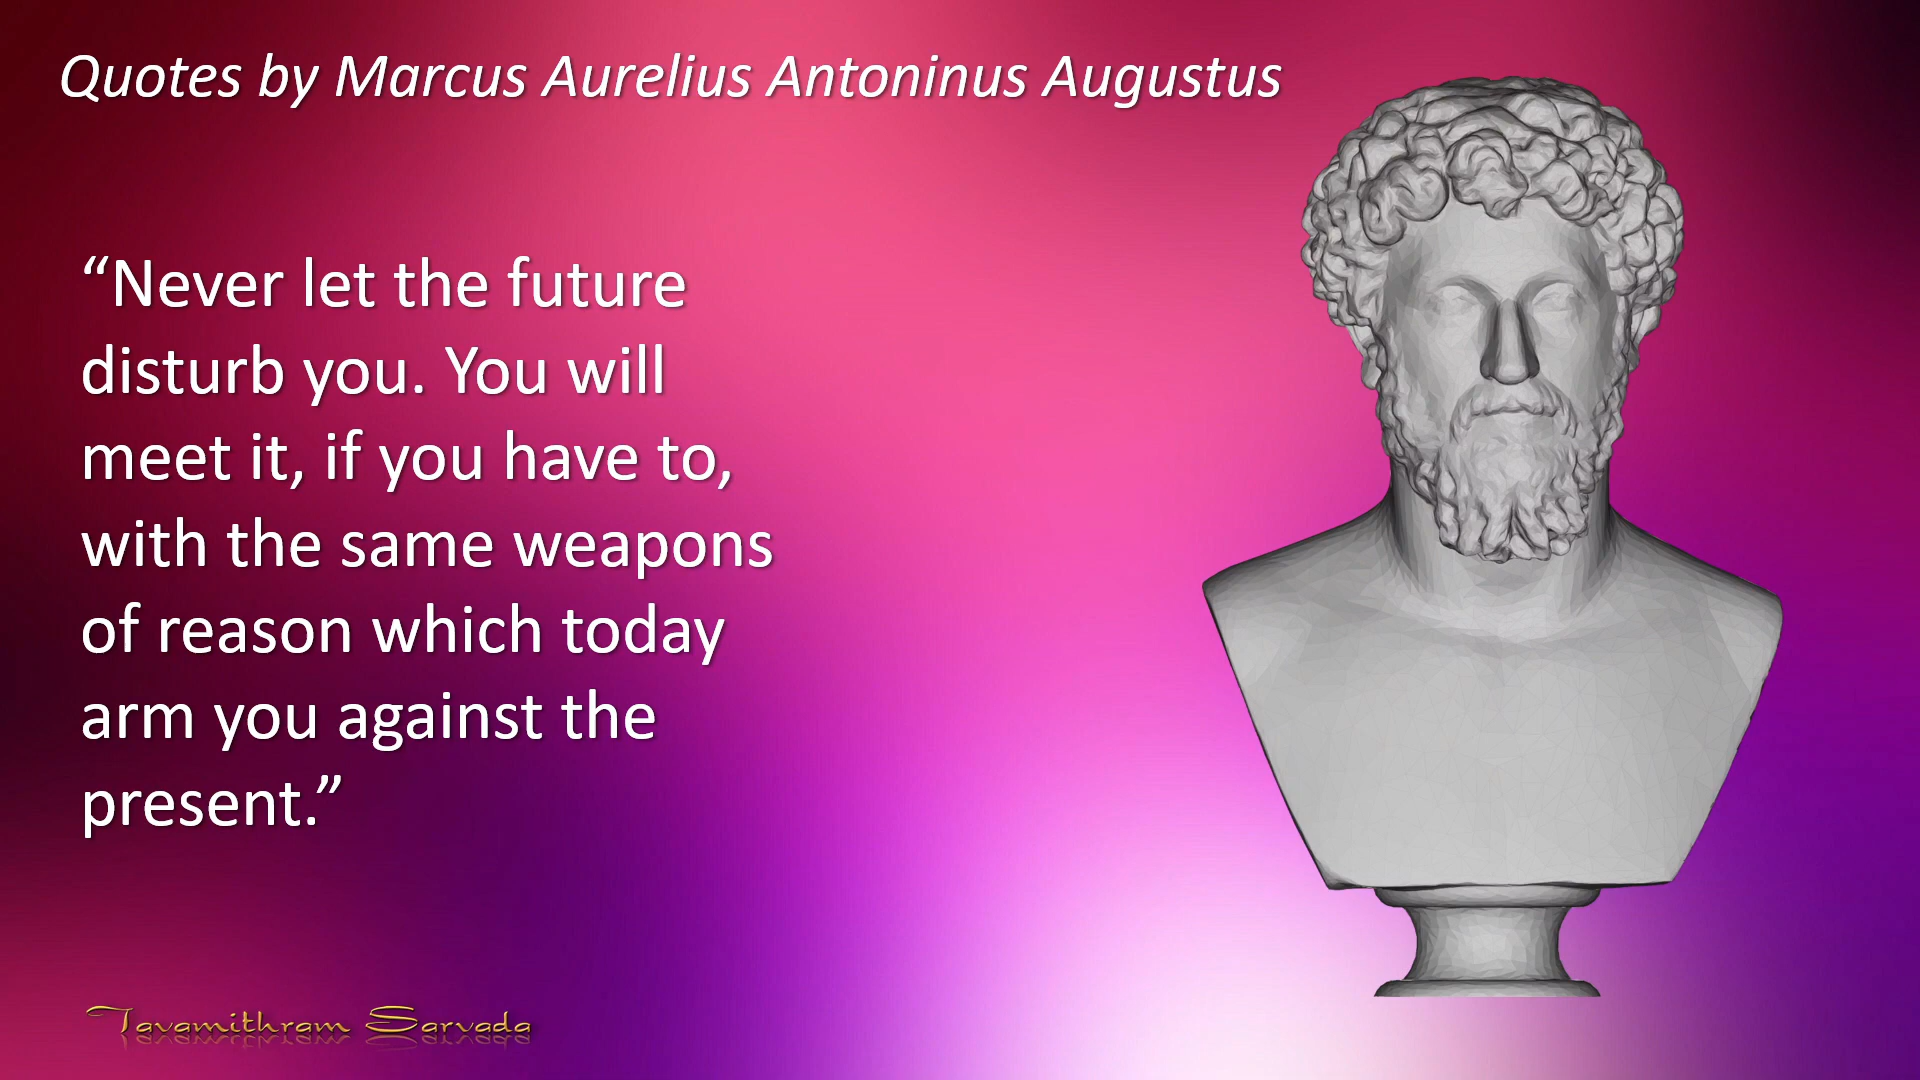 Quotes by Marcus Aurelius Antoninus Augustus
“Never let the future
disturb you. You will
meet it, if you have to,
with the same weapons
of reason which today
arm you against the
present.”
Tavamithram Sarvada